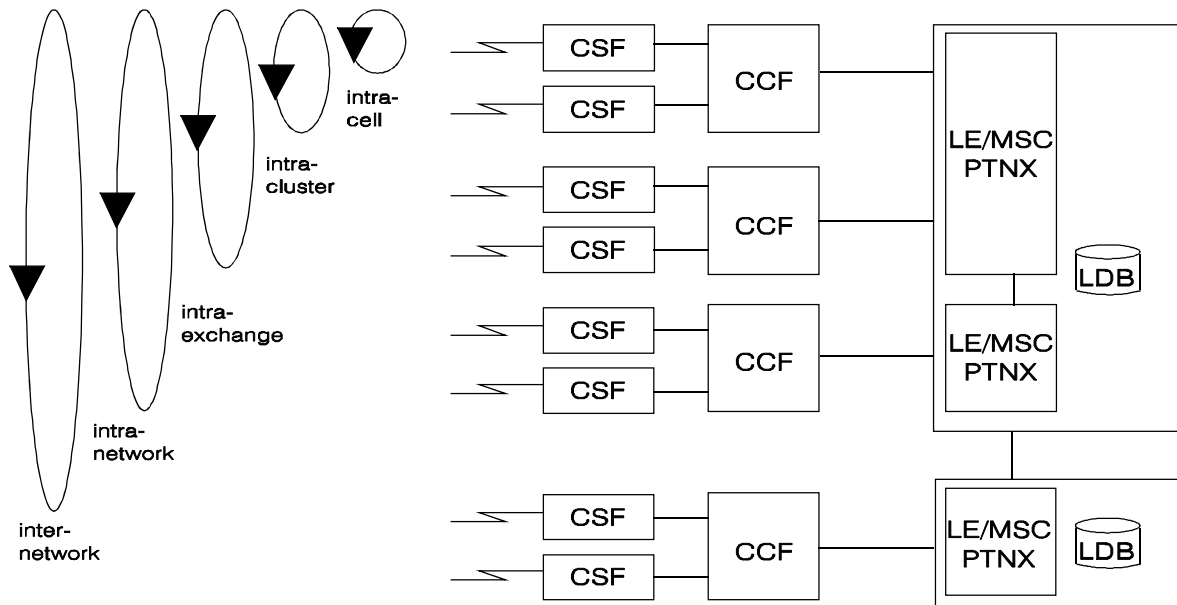 intra-
cell
intra-
cluster
intra-
exchange
intra-
network
inter-
network
CSF
CSF
CCF
CSF
CSF
CCF
CSF
CSF
CCF
CSF
CSF
CCF
LE/MSC
PTNX
LDB
LE/MSC
PTNX
LE/MSC
PTNX
LDB